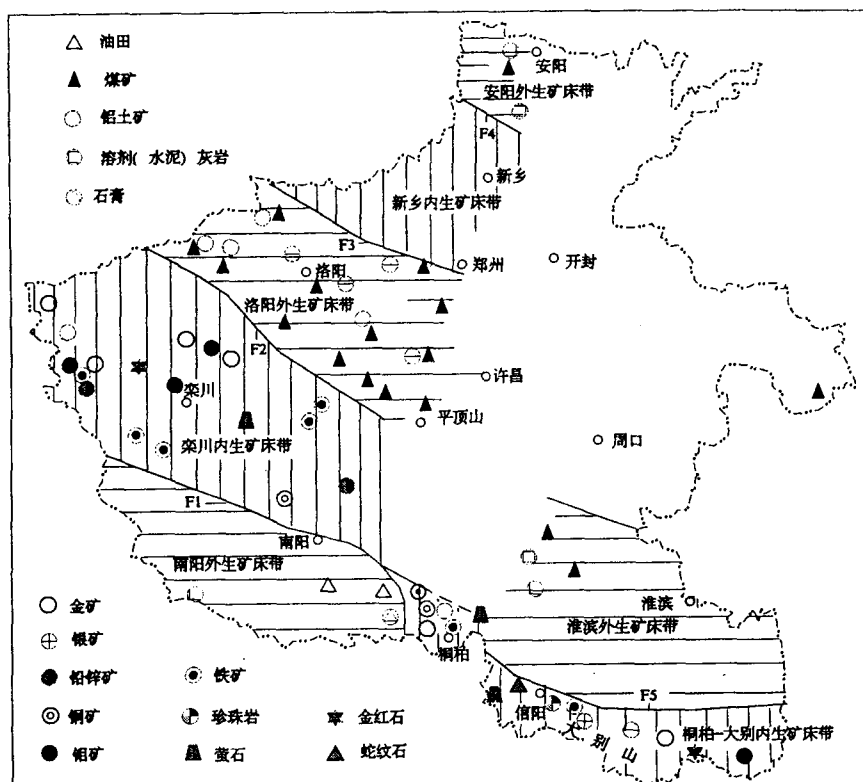 油田
煤矿
铝土矿
溶剂( 水泥) 灰岩
石膏
安阳
安阳外生矿床带
F4
新乡
新乡内生矿床带
F3
郑州
开封
洛阳
洛阳外生矿床带
F2
许昌
栾川
平顶山
周口
栾川内生矿床带
F1
南阳
南阳外生矿床带
淮滨
淮滨外生矿床带
桐柏
信阳
F5
大别山
桐柏-大别内生矿床带
金矿
银矿
铅锌矿
铁矿
铜矿
珍珠岩
金红石
钼矿
萤石
蛇纹石